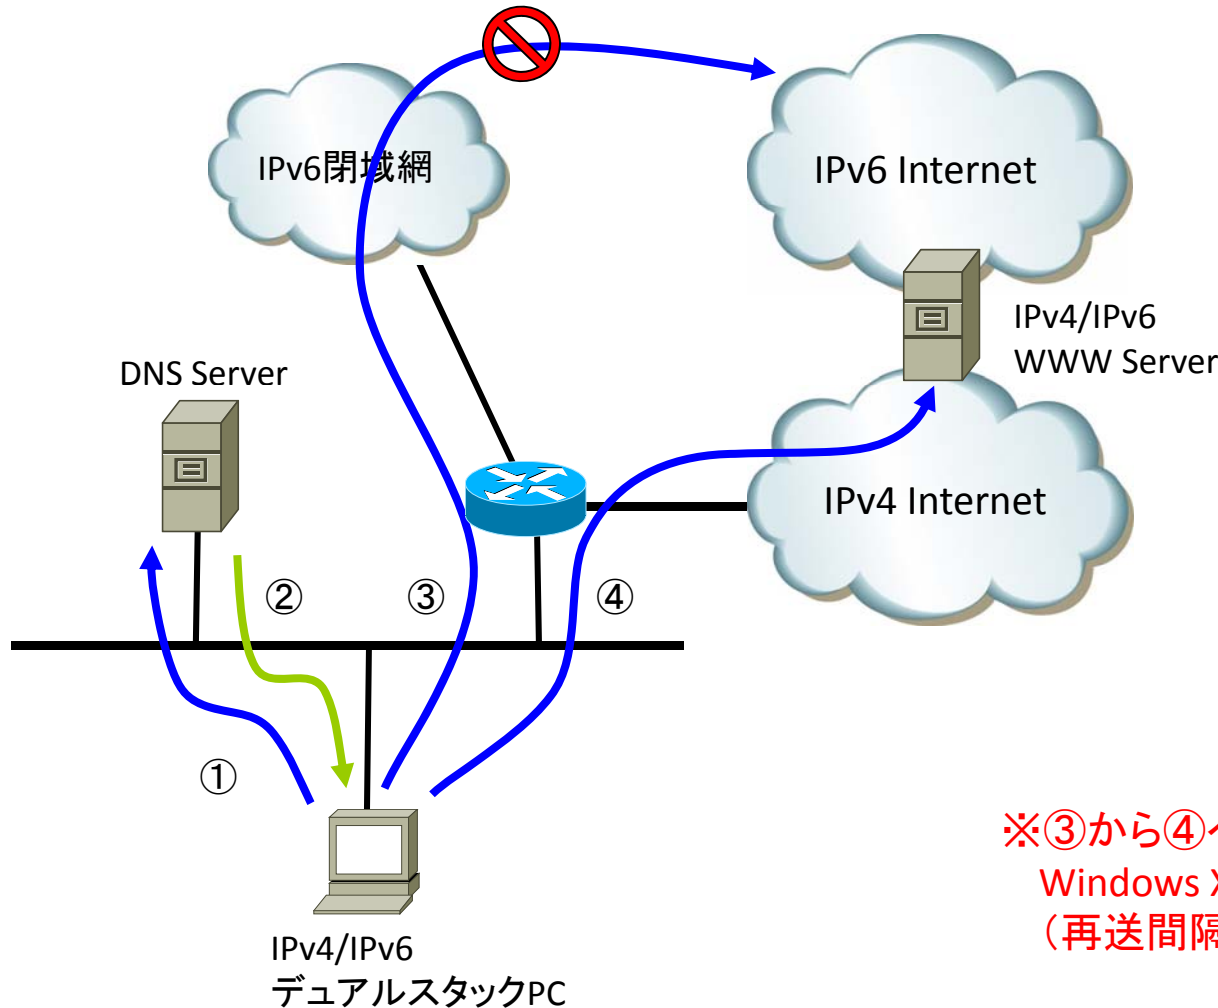 IPv6閉域網
IPv6 Internet
IPv4/IPv6
WWW Server
DNS Server
IPv4 Internet
②
③
④
①
※③から④へ
Windows X
（再送間隔
IPv4/IPv6
デュアルスタックPC